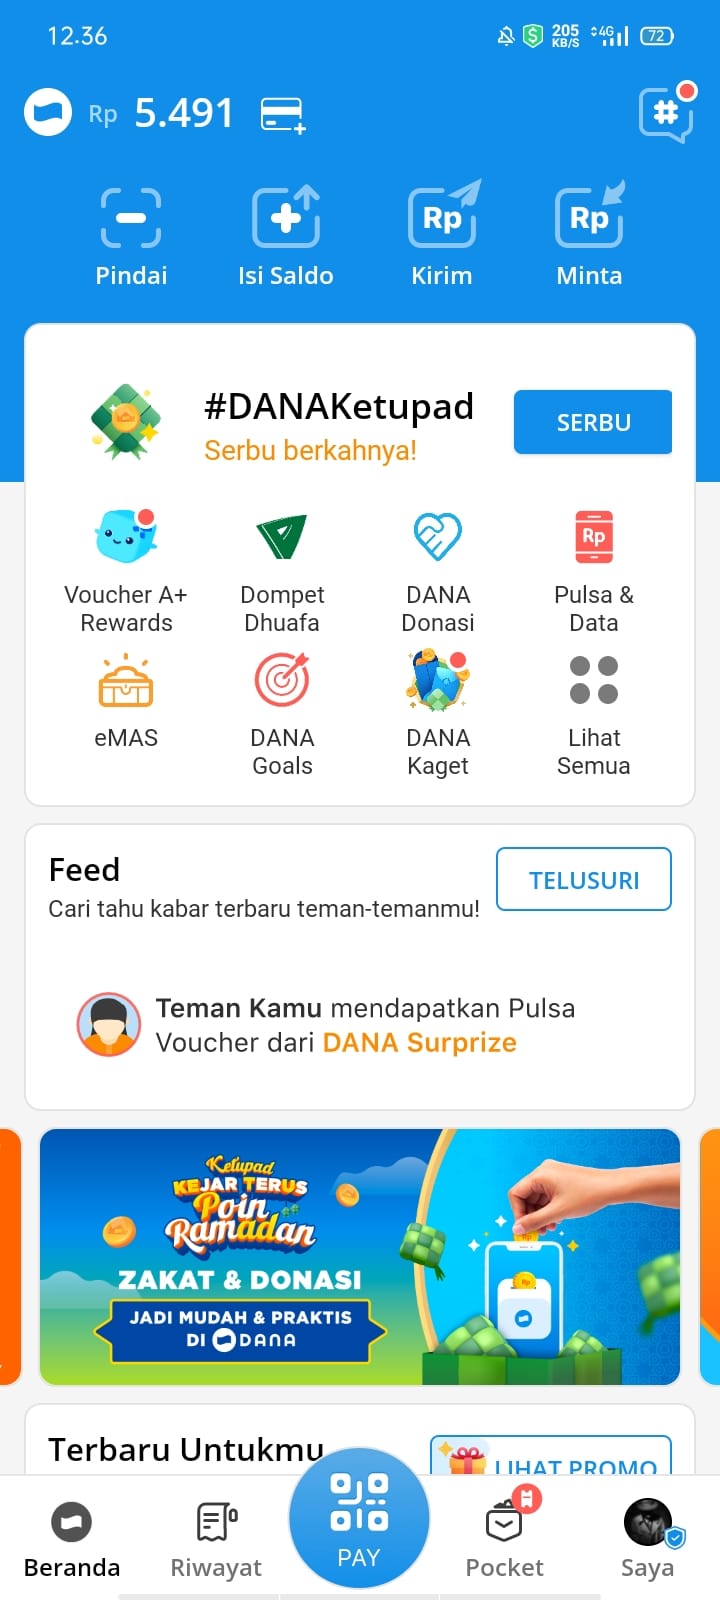 12.36
205
KB/S
4G
72
Rp 5.491
#
Rp
Rp
Pindai
Isi Saldo
Kirim
Minta
#DANAKetupad
Serbu berkahnya!
SERBU
Rp
Voucher A+
Rewards
Dompet
Dhuafa
DANA
Donasi
Pulsa &
Data
eMAS
DANA
Goals
DANA
Kaget
Lihat
Semua
Feed
TELUSURI
Cari tahu kabar terbaru teman-temanmu!
Teman Kamu mendapatkan Pulsa
Voucher dari DANA Surprize
Ketupad
KEJAR TERUS
Poin
Ramadan
ZAKAT & DONASI
JADI MUDAH & PRAKTIS
DI DANA
Rp
Rp
Terbaru Untukmu
LIHAT PROMO
PAY
Beranda
Riwayat
Pocket
Saya